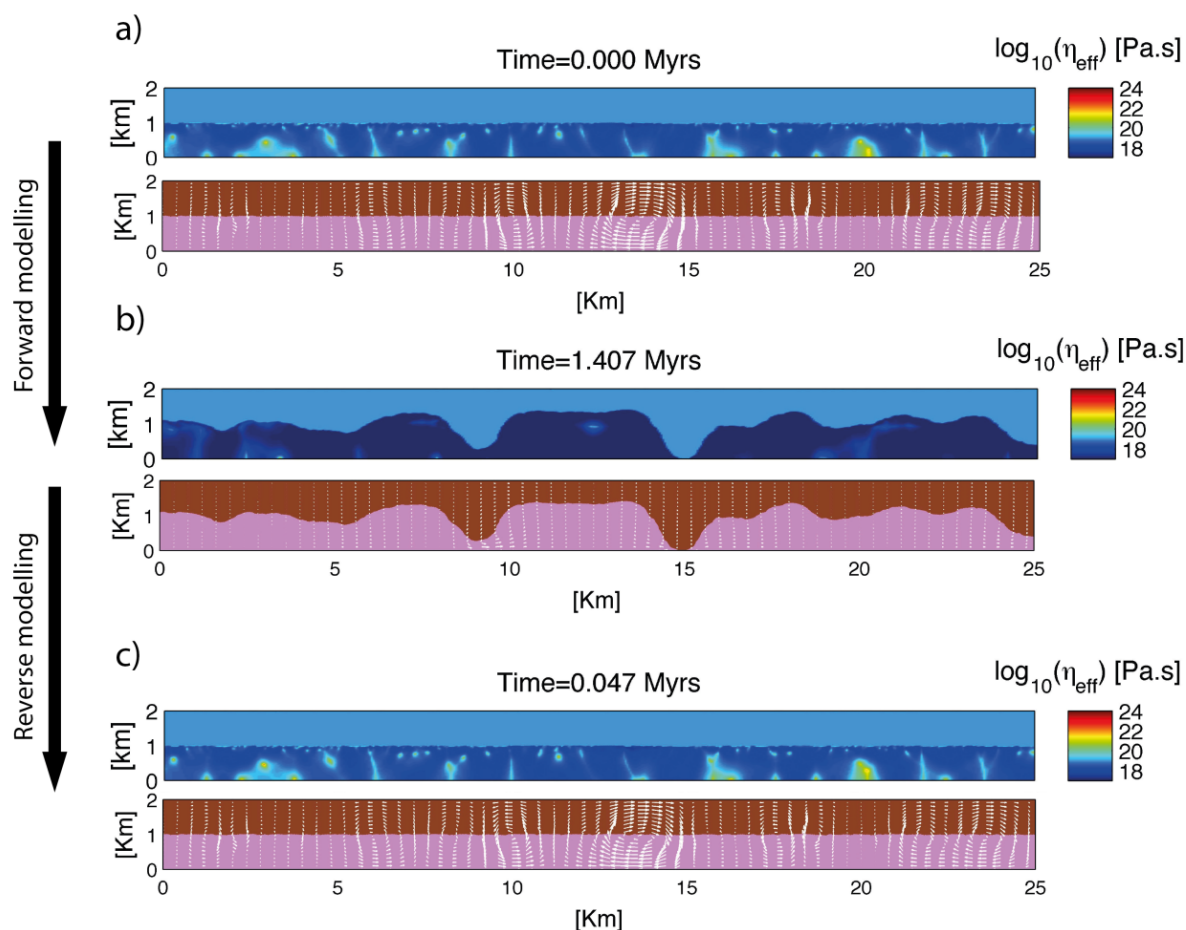 a)
Time=0.000 Myrs
log10(ηeff) [Pa.s]
2
1
0
[km]
24
22
20
18
2
1
0
[Km]
0 5 10 15 20 25
[Km]
Forward modelling
b)
Time=1.407 Myrs
log10(ηeff) [Pa.s]
2
1
0
[km]
24
22
20
18
2
1
0
[Km]
0 5 10 15 20 25
[Km]
Reverse modelling
c)
Time=0.047 Myrs
log10(ηeff) [Pa.s]
2
1
0
[km]
24
22
20
18
2
1
0
[Km]
0 5 10 15 20 25
[Km]